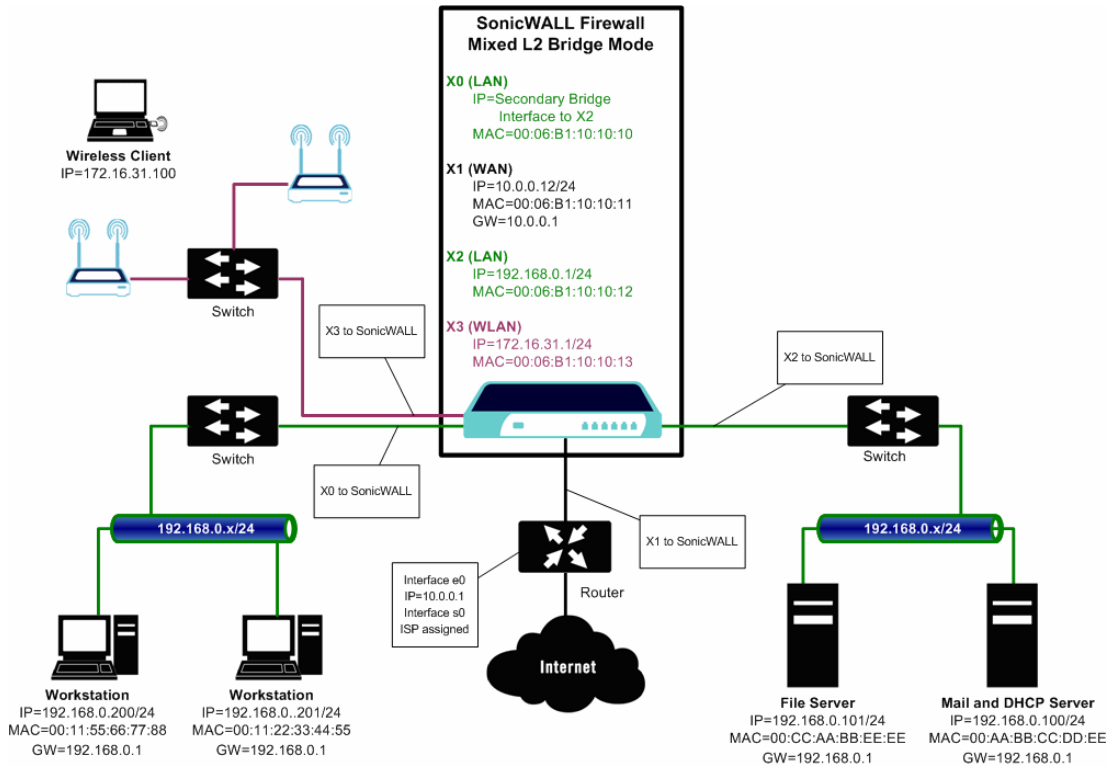 SonicWALL Firewall
Mixed L2 Bridge Mode
X0 (LAN)
IP=Secondary Bridge
Interface to X2
MAC=00:06:B1:10:10:10
X1 (WAN)
IP=10.0.0.12/24
MAC=00:06:B1:10:10:11
GW=10.0.0.1
X2 (LAN)
IP=192.168.0.1/24
MAC=00:06:B1:10:10:12
X3 (WLAN)
IP=172.16.31.1/24
MAC=00:06:B1:10:10:13
Wireless Client
IP=172.16.31.100
Switch
X3 to SonicWALL
X2 to SonicWALL
Switch
X0 to SonicWALL
Switch
192.168.0.x/24
X1 to SonicWALL
192.168.0.x/24
Interface e0
IP=10.0.0.1
Interface s0
ISP assigned
Router
Internet
Workstation
IP=192.168.0.200/24
MAC=00:11:55:66:77:88
GW=192.168.0.1
Workstation
IP=192.168.0..201/24
MAC=00:11:22:33:44:55
GW=192.168.0.1
File Server
IP=192.168.0.101/24
MAC=00:CC:AA:BB:EE:EE
GW=192.168.0.1
Mail and DHCP Server
IP=192.168.0.100/24
MAC=00:AA:BB:CC:DD:EE
GW=192.168.0.1